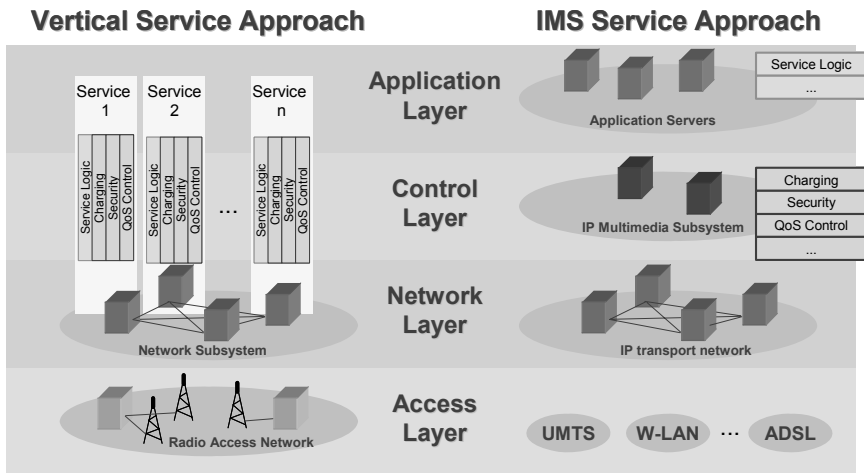 Vertical Service Approach
IMS Service Approach
Service
1
Service
2
Service
n
Service Logic
Charging
Security
QoS Control
Service Logic
Charging
Security
QoS Control
...
Service Logic
Charging
Security
QoS Control
Application
Layer
Application Servers
Service Logic
...
Control
Layer
IP Multimedia Subsystem
Charging
Security
QoS Control
...
Network Subsystem
Network
Layer
IP transport network
Radio Access Network
Access
Layer
UMTS
W-LAN
...
ADSL